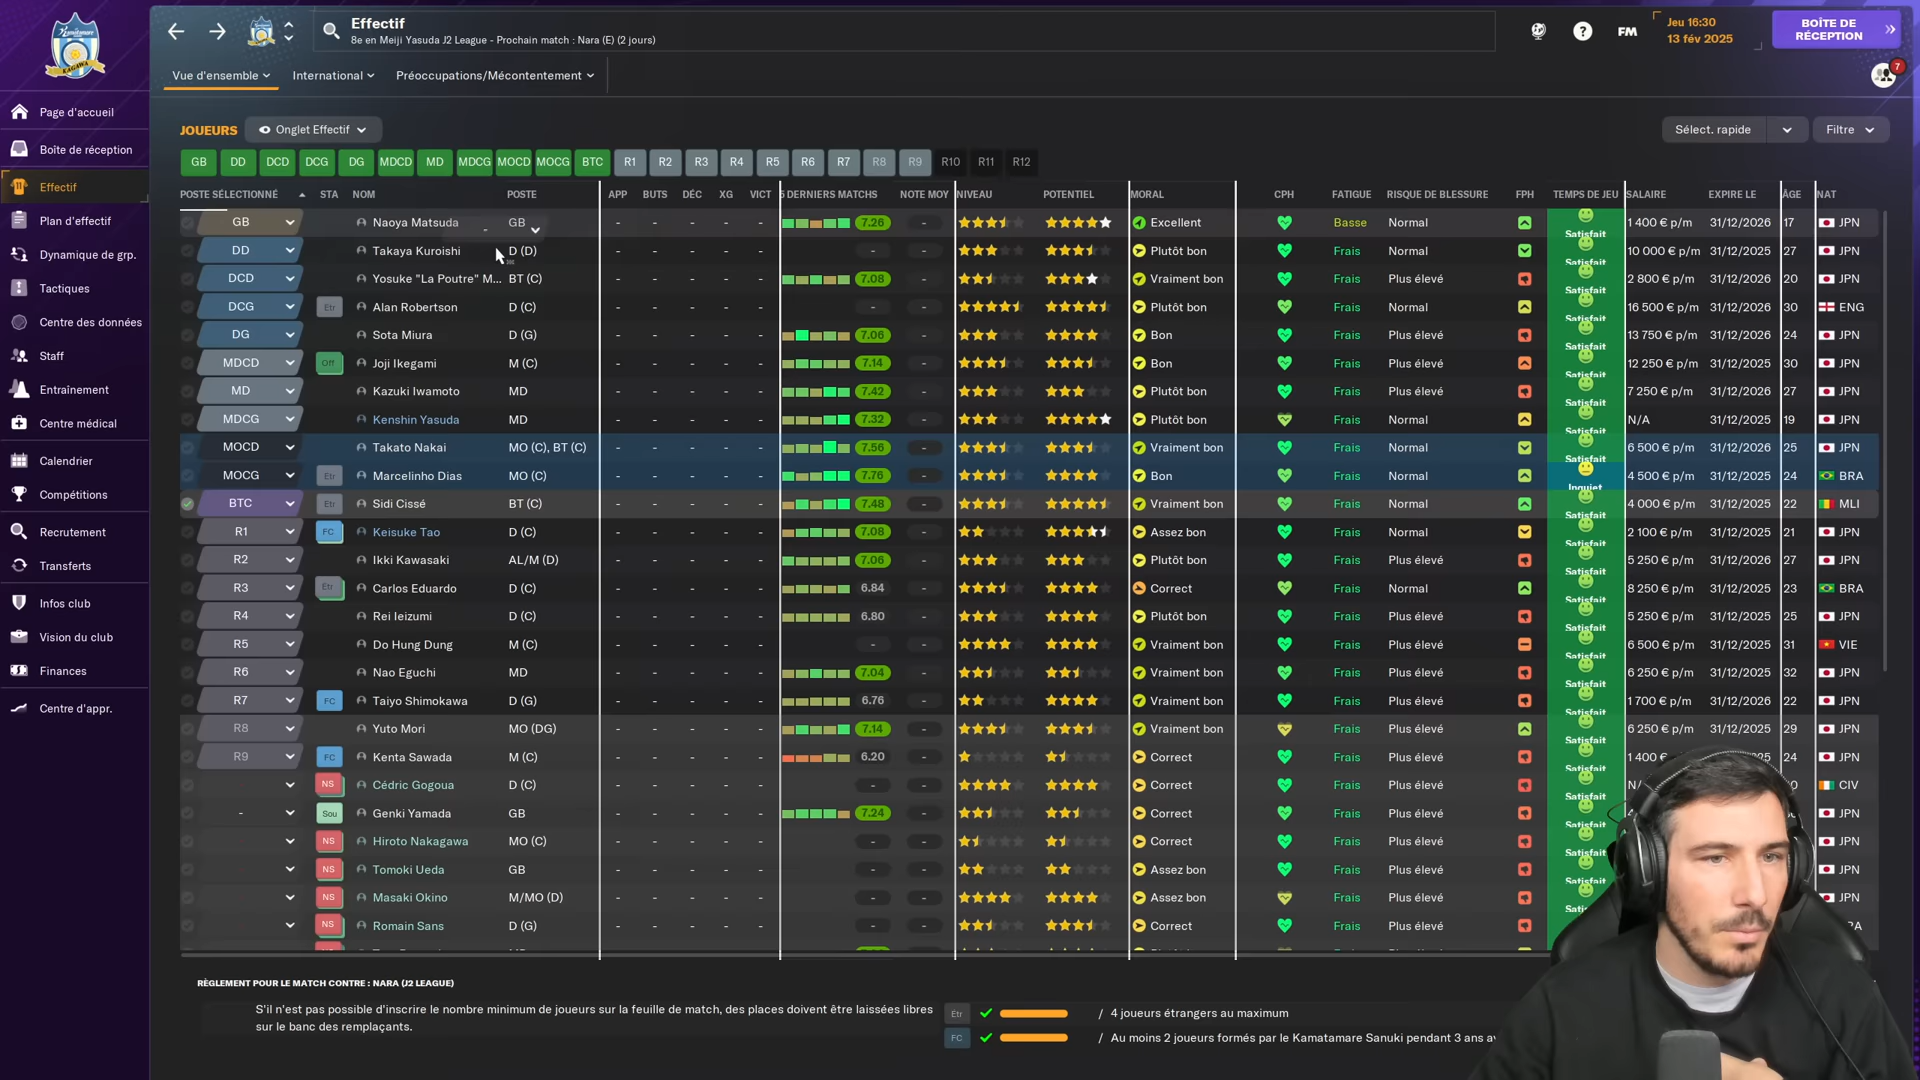 Effectif
8e en Meiji Yasuda J2 League - Prochain match : Nara (E) (2 jours)
FM
Jeu 16:30
13 fév 2025
BOÎTE DE RÉCEPTION
KAGAWA
Vue d'ensemble
International
Préoccupations/Mécontentement
7
Page d'accueil
Boîte de réception
Effectif
Plan d'effectif
Dynamique de grp.
Tactiques
Centre des données
Staff
Entraînement
Centre médical
Calendrier
Compétitions
Recrutement
Transferts
Infos club
Vision du club
Finances
Centre d'appr.
JOUEURS
Onglet Effectif
Sélect. rapide
Filtre
GB DD DCD DCG DG MDCD MD MDCG MOCD MOCG BTC R1 R2 R3 R4 R5 R6 R7 R8 R9 R10 R11 R12
POSTE SÉLECTIONNÉ STA NOM POSTE APP BUTS DÉC XG VICT 5 DERNIERS MATCHS NOTE MOY NIVEAU POTENTIEL MORAL CPH FATIGUE RISQUE DE BLESSURE FPH TEMPS DE JEU SALAIRE EXPIRE LE ÂGE NAT
GB Naoya Matsuda GB - - - - - 7.26 - Excellent Basse Normal Satisfait 1 400 € p/m 31/12/2026 17 JPN
DD Takaya Kuroishi D (D) - - - - - - - Plutôt bon Frais Normal Satisfait 10 000 € p/m 31/12/2026 27 JPN
DCD Yosuke "La Poutre" M... BT (C) - - - - - 7.08 - Vraiment bon Frais Plus élevé Satisfait 2 800 € p/m 31/12/2026 20 JPN
DCG Etr Alan Robertson D (C) - - - - - - - Plutôt bon Frais Normal Satisfait 16 500 € p/m 31/12/2026 30 ENG
DG Sota Miura D (G) - - - - - 7.06 - Bon Frais Plus élevé Satisfait 13 750 € p/m 31/12/2026 24 JPN
MDCD Off Joji Ikegami M (C) - - - - - 7.14 - Bon Frais Plus élevé Satisfait 12 250 € p/m 31/12/2026 30 JPN
MD Kazuki Iwamoto MD - - - - - 7.42 - Plutôt bon Frais Plus élevé Satisfait 7 250 € p/m 31/12/2026 27 JPN
MDCG Kenshin Yasuda MD - - - - - 7.32 - Plutôt bon Frais Normal Satisfait N/A 31/12/2025 19 JPN
MOCD Takato Nakai MO (C), BT (C) - - - - - 7.56 - Vraiment bon Frais Normal Satisfait 6 500 € p/m 31/12/2026 25 JPN
MOCG Etr Marcelinho Dias MO (C) - - - - - 7.76 - Bon Frais Normal Inquiet 4 500 € p/m 31/12/2025 24 BRA
BTC Etr Sidi Cissé BT (C) - - - - - 7.48 - Vraiment bon Frais Normal Satisfait 4 000 € p/m 31/12/2026 22 MLI
R1 FC Keisuke Tao D (C) - - - - - 7.08 - Assez bon Frais Normal Satisfait 2 100 € p/m 31/12/2025 21 JPN
R2 Ikki Kawasaki AL/M (D) - - - - - 7.06 - Plutôt bon Frais Plus élevé Satisfait 5 250 € p/m 31/12/2026 27 JPN
R3 Etr Carlos Eduardo D (C) - - - - - 6.84 - Correct Frais Normal Satisfait 8 250 € p/m 31/12/2025 23 BRA
R4 Rei Ieizumi D (C) - - - - - 6.80 - Plutôt bon Frais Plus élevé Satisfait 5 250 € p/m 31/12/2026 25 JPN
R5 Do Hung Dung M (C) - - - - - - - Vraiment bon Frais Plus élevé Satisfait 6 500 € p/m 31/12/2025 31 VIE
R6 Nao Eguchi MD - - - - - 7.04 - Vraiment bon Frais Plus élevé Satisfait 6 250 € p/m 31/12/2026 32 JPN
R7 FC Taiyo Shimokawa D (G) - - - - - 6.76 - Vraiment bon Frais Plus élevé Satisfait 1 700 € p/m 31/12/2026 22 JPN
R8 Yuto Mori MO (DG) - - - - - 7.14 - Vraiment bon Frais Plus élevé Satisfait 6 250 € p/m 31/12/2026 29 JPN
R9 FC Kenta Sawada M (C) - - - - - 6.20 - Correct Frais Plus élevé Satisfait 1 400 24 JPN
NS Cédric Gogoua D (C) - - - - - - - Correct Frais Plus élevé Satisfait CIV
- Sou Genki Yamada GB - - - - - 7.24 - Correct Frais Plus élevé Satisfait JPN
NS Hiroto Nakagawa MO (C) - - - - - - - Correct Frais Plus élevé Satisfait JPN
NS Tomoki Ueda GB - - - - - - - Assez bon Frais Plus élevé Satisfait JPN
NS Masaki Okino M/MO (D) - - - - - - - Assez bon Frais Plus élevé JPN
NS Romain Sans D (G) - - - - - - - Correct Frais Plus élevé
RÈGLEMENT POUR LE MATCH CONTRE : NARA (J2 LEAGUE)
S'il n'est pas possible d'inscrire le nombre minimum de joueurs sur la feuille de match, des places doivent être laissées libres
sur le banc des remplaçants.
Etr / 4 joueurs étrangers au maximum
FC / Au moins 2 joueurs formés par le Kamatamare Sanuki pendant 3 ans